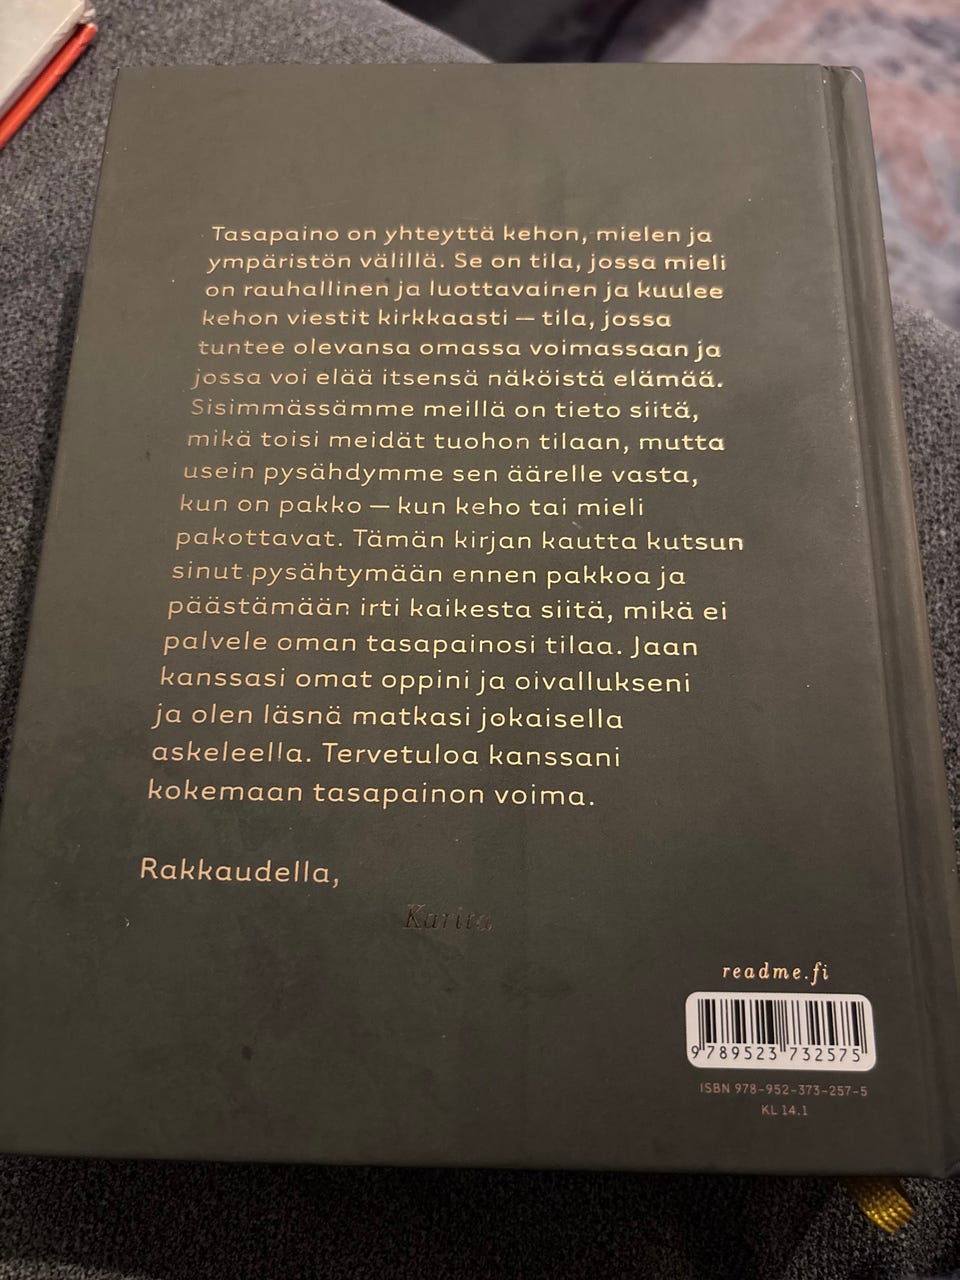 Tasapaino on yhteyttä kehon, mielen ja
ympäristön välillä. Se on tila, jossa mieli
on rauhallinen ja luottavainen ja kuulee
kehon viestit kirkkaasti — tila, jossa
tuntee olevansa omassa voimassaan ja
jossa voi elää itsensä näköistä elämää.
Sisimmässämme meillä on tieto siitä,
mikä toisi meidät tuohon tilaan, mutta
usein pysähdymme sen äärelle vasta,
kun on pakko — kun keho tai mieli
pakottavat. Tämän kirjan kautta kutsun
sinut pysähtymään ennen pakkoa ja
päästämään irti kaikesta siitä, mikä ei
palvele oman tasapainosi tilaa. Jaan
kanssasi omat oppini ja oivallukseni
ja olen läsnä matkasi jokaisella
askeleella. Tervetuloa kanssani
kokemaan tasapainon voima.
Rakkaudella,
Karita
readme.fi
9 789523 732575
ISBN 978-952-373-257-5
KL 14.1